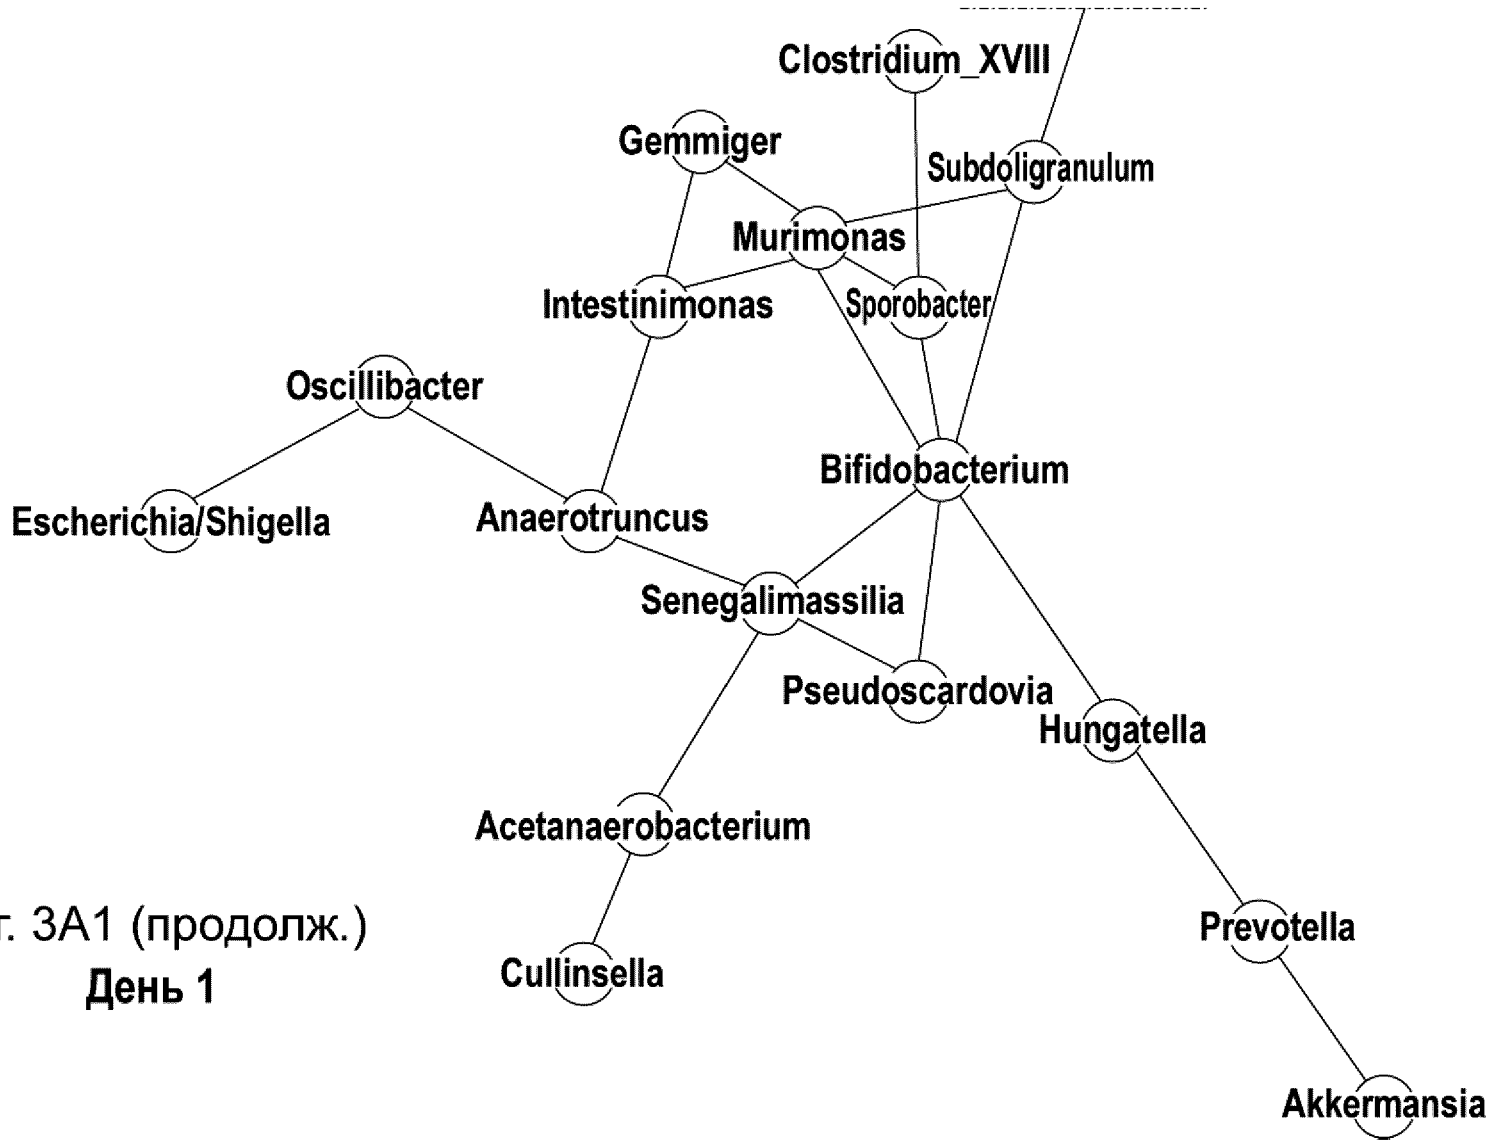 Clostridium_XVIII
Gemmiger
Subdoligranulum
Murimonas
Intestinimonas
Sporobacter
Oscillibacter
Bifidobacterium
Escherichia/Shigella
Anaerotruncus
Senegalimassilia
Pseudoscardovia
Hungatella
Acetanaerobacterium
г. 3А1 (продолж.)
Prevotella
Cullinsella
День 1
Akkermansia